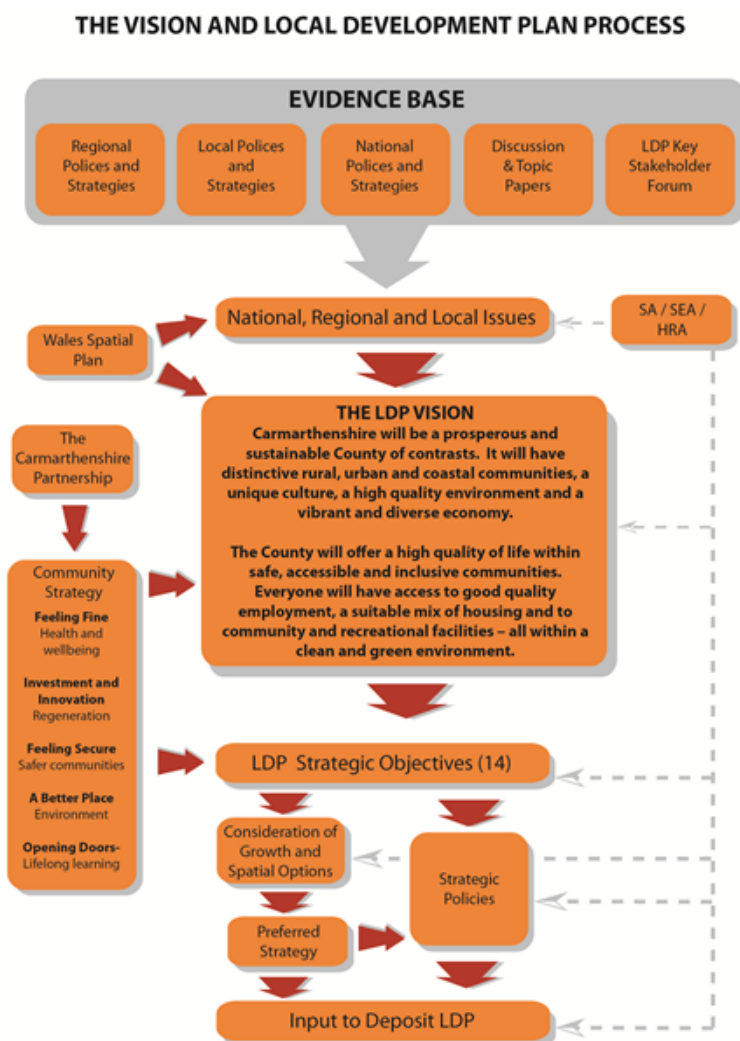 THE VISION AND LOCAL DEVELOPMENT PLAN PROCESS
EVIDENCE BASE
Regional
Polices and
Strategies
Local Polices
and
Strategies
National
Polices and
Strategies
Discussion
& Topic
Papers
LDP Key
Stakeholder
Forum
National, Regional and Local Issues
SA / SEA /
HRA
Wales Spatial
Plan
THE LDP VISION
Carmarthenshire will be a prosperous and
sustainable County of contrasts. It will have
distinctive rural, urban and coastal communities, a
unique culture, a high quality environment and a
vibrant and diverse economy.
The County will offer a high quality of life within
safe, accessible and inclusive communities.
Everyone will have access to good quality
employment, a suitable mix of housing and to
community and recreational facilities – all within a
clean and green environment.
The
Carmarthenshire
Partnership
Community
Strategy
Feeling Fine
Health and
wellbeing
Investment and
Innovation
Regeneration
Feeling Secure
Safer communities
A Better Place
Environment
Opening Doors-
Lifelong learning
LDP Strategic Objectives (14)
Consideration of
Growth and
Spatial Options
Strategic
Policies
Preferred
Strategy
Input to Deposit LDP